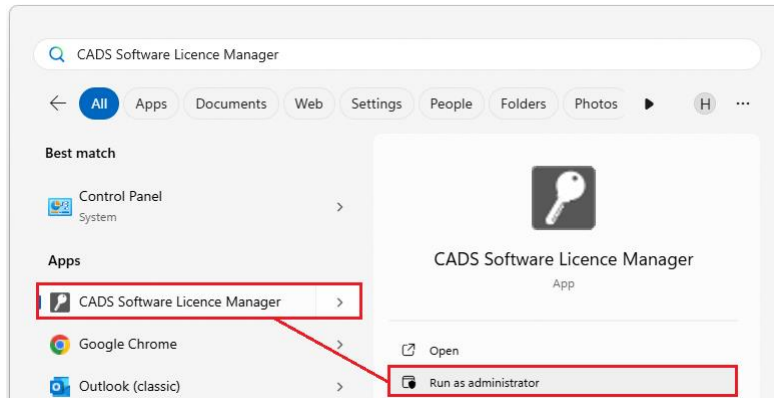 CADS Software Licence Manager
All Apps Documents Web Settings People Folders Photos H
Best match
Control Panel
System
Apps
CADS Software Licence Manager
Google Chrome
Outlook (classic)
CADS Software Licence Manager
App
Open
Run as administrator